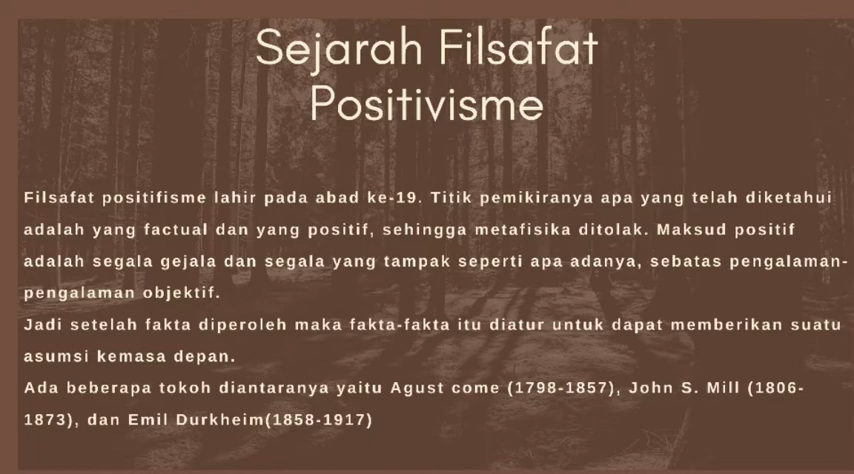 Sejarah Filsafat
Positivisme
Filsafat positifisme lahir pada abad ke-19. Titik pemikiranya apa yang telah diketahui
adalah yang factual dan yang positif, sehingga metafisika ditolak. Maksud positif
adalah segala gejala dan segala yang tampak seperti apa adanya, sebatas pengalaman-
pengalaman objektif.
Jadi setelah fakta diperoleh maka fakta-fakta itu diatur untuk dapat memberikan suatu
asumsi kemasa depan.
Ada beberapa tokoh diantaranya yaitu Agust come (1798-1857), John S. Mill (1806-
1873), dan Emil Durkheim(1858-1917)